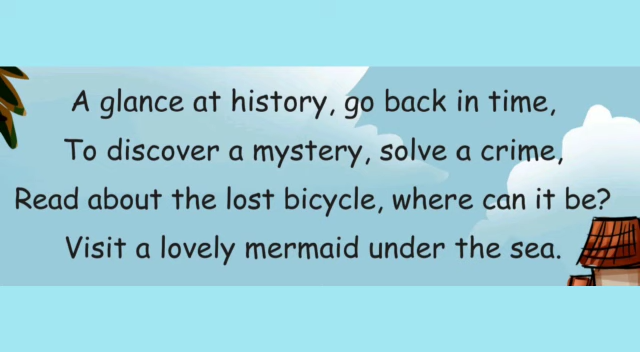 A glance at history, go back in time,
To discover a mystery, solve a crime,
Read about the lost bicycle, where can it be?
Visit a lovely mermaid under the sea.